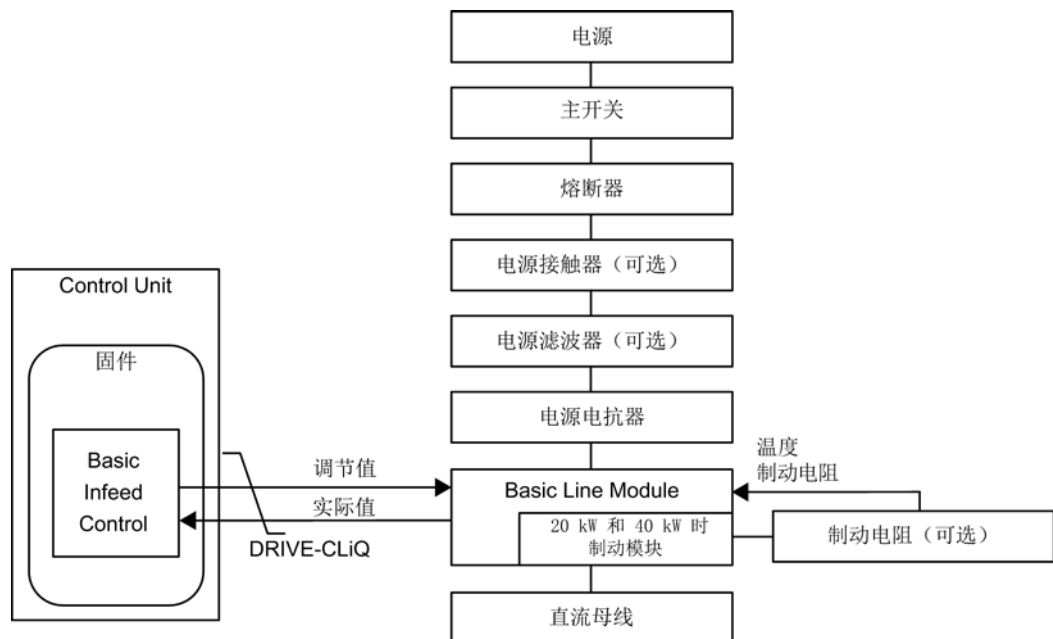 电源
主开关
熔断器
电源接触器（可选）
电源滤波器（可选）
电源电抗器
Control Unit
固件
Basic
Infeed
Control
调节值
实际值
DRIVE-CLiQ
Basic Line Module
20 kW 和 40 kW 时
制动模块
温度
制动电阻
制动电阻（可选）
直流母线